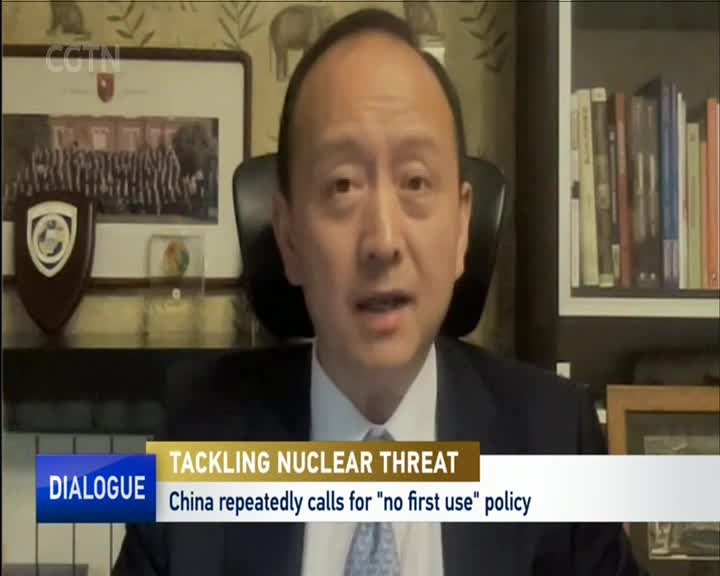 CGTN
TACKLING NUCLEAR THREAT
DIALOGUE
China repeatedly calls for "no first use" policy